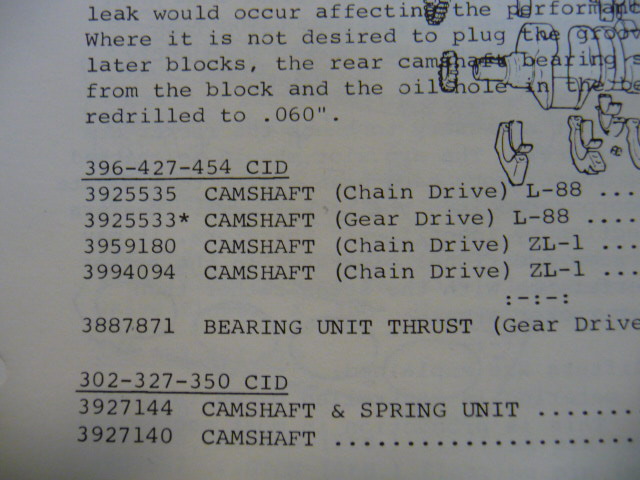 leak would occur affecting the performanc
Where it is not desired to plug the groov
later blocks, the rear camshaft bearing s
from the block and the oil hole in the be
redrilled to .060".
396-427-454 CID
3925535 CAMSHAFT (Chain Drive) L-88 ...
3925533* CAMSHAFT (Gear Drive) L-88 ....
3959180 CAMSHAFT (Chain Drive) ZL-1 ...
3994094 CAMSHAFT (Chain Drive) ZL-1 ...
:-:-:
3887871 BEARING UNIT THRUST (Gear Drive
302-327-350 CID
3927144 CAMSHAFT & SPRING UNIT ........
3927140 CAMSHAFT .........................